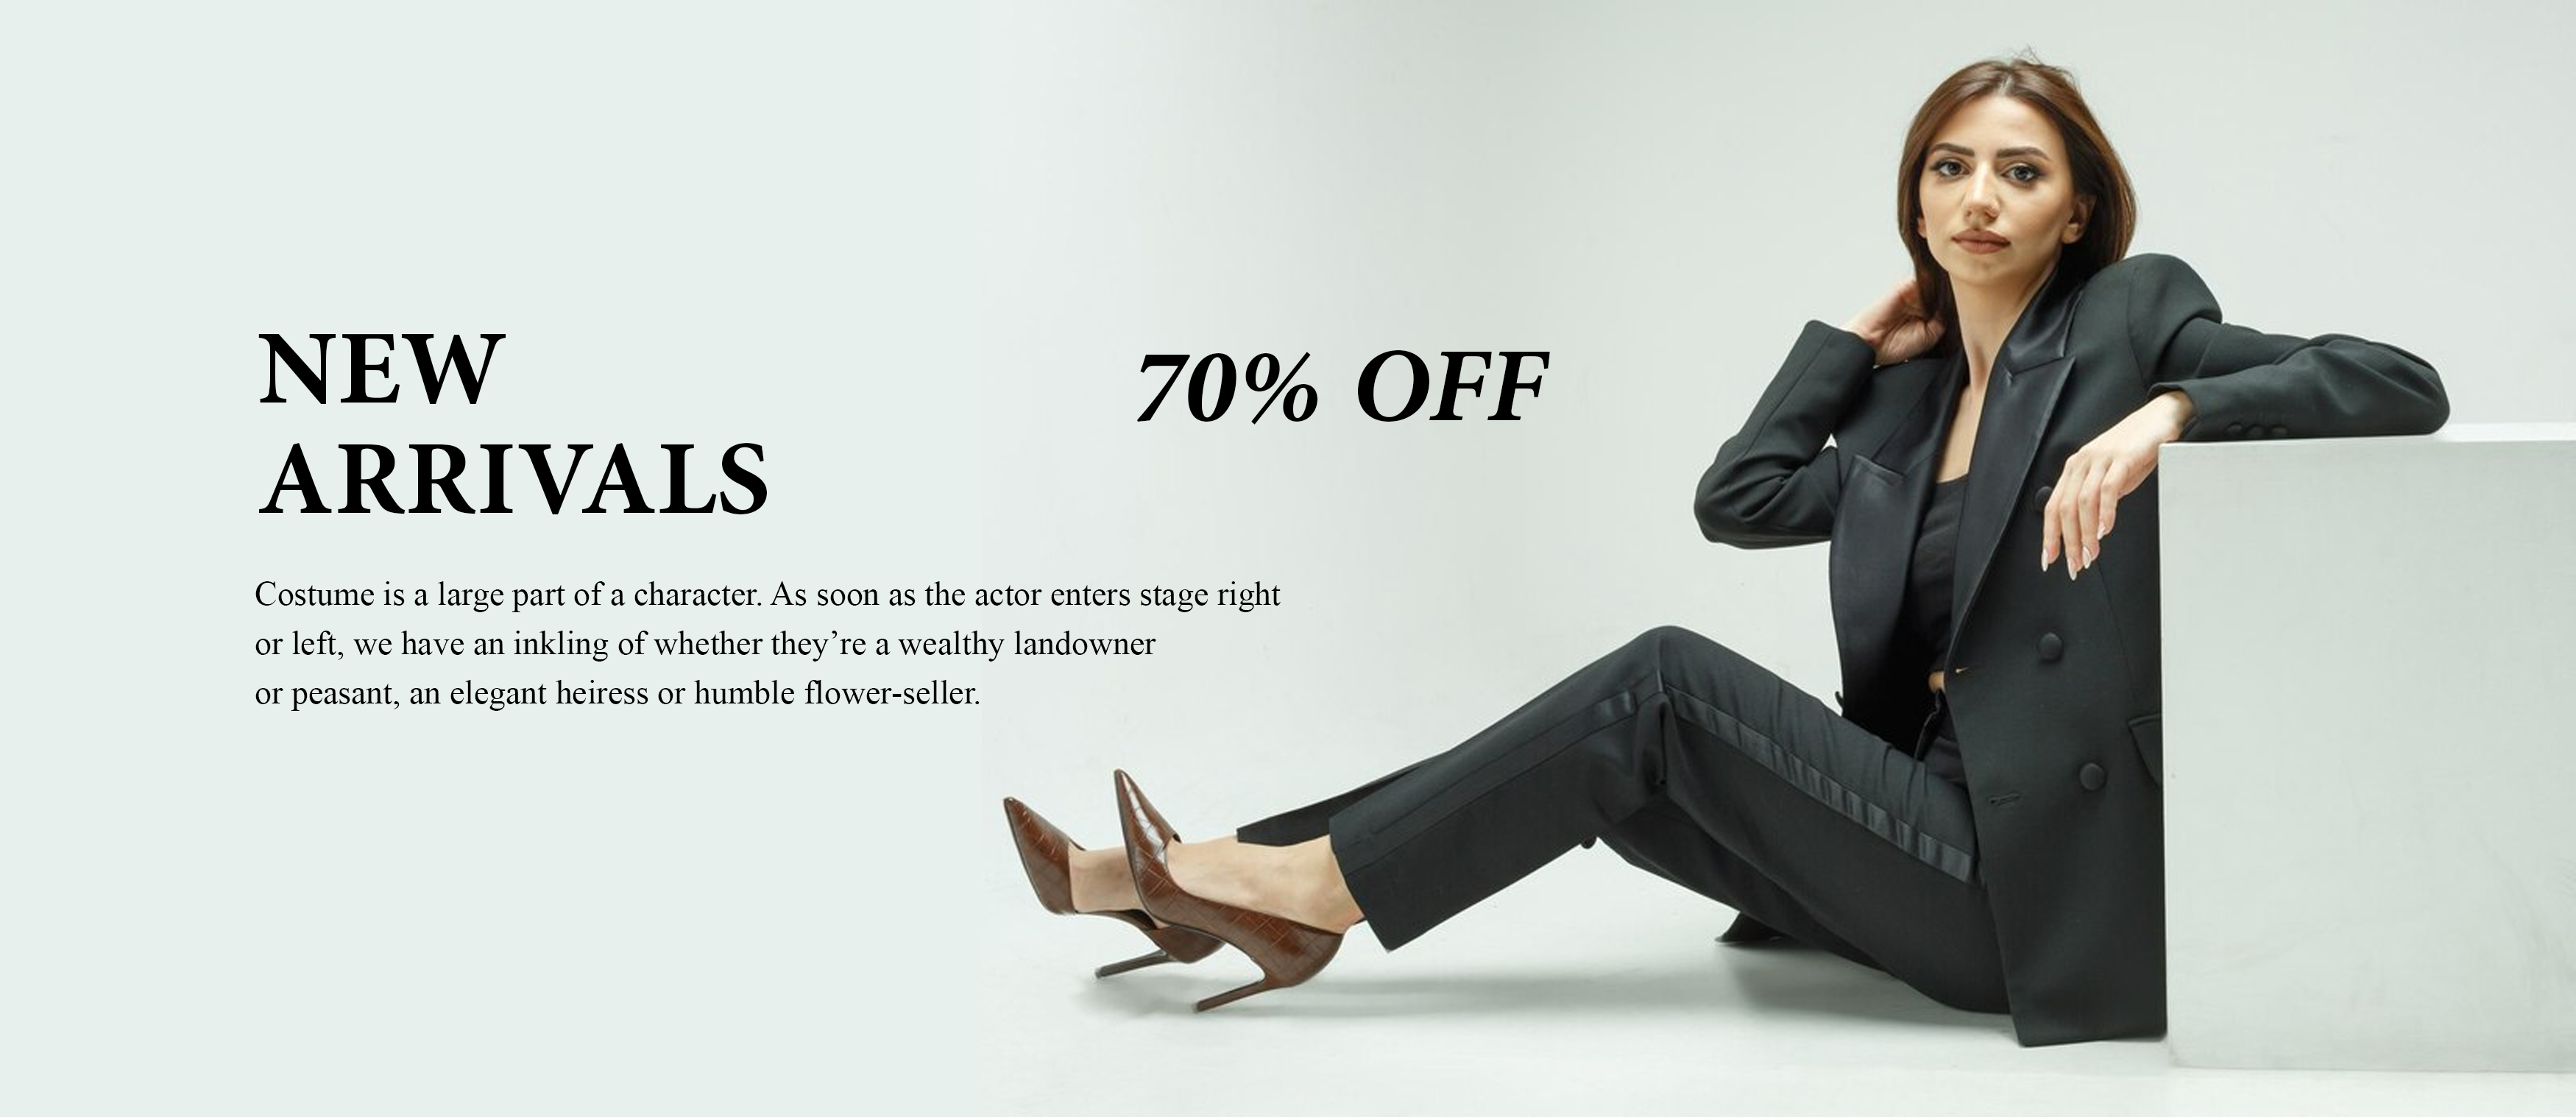 NEW
ARRIVALS
70% OFF
Costume is a large part of a character. As soon as the actor enters stage right
or left, we have an inkling of whether they’re a wealthy landowner
or peasant, an elegant heiress or humble flower-seller.